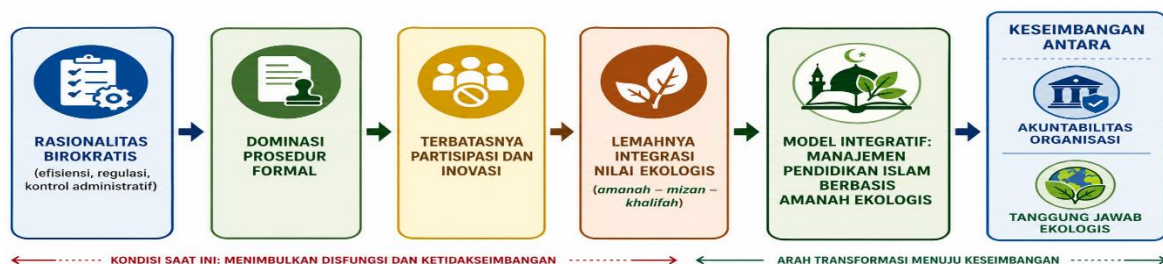 RASIONALITAS
BIROKRATIS
(efisiensi, regulasi,
kontrol administratif)
DOMINASI
PROSEDUR
FORMAL
TERBATASNYA
PARTISIPASI DAN
INOVASI
LEMAHNYA
INTEGRASI
NILAI EKOLOGIS
(amanah – mizan –
khalifah)
MODEL INTEGRATIF:
MANAJEMEN
PENDIDIKAN ISLAM
BERBASIS
AMANAH EKOLOGIS
KESEIMBANGAN
ANTARA
AKUNTABILITAS
ORGANISASI
TANGGUNG JAWAB
EKOLOGIS
KONDISI SAAT INI: MENIMBULKAN DISFUNGSI DAN KETIDAKSEIMBANGAN
ARAH TRANSFORMASI MENUJU KESEIMBANGAN